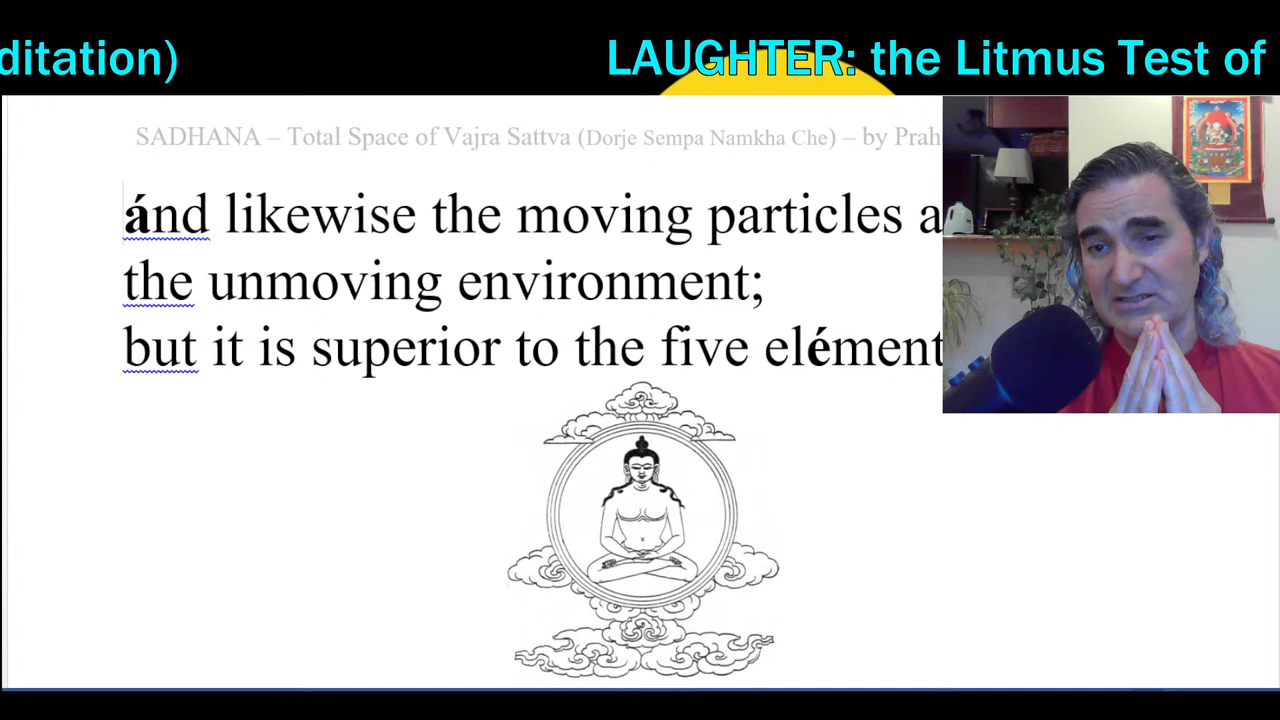 ditation)
LAUGHTER: the Litmus Test of
SADHANA – Total Space of Vajra Sattva (Dorje Sempa Namkha Che) – by Prah
ánd likewise the moving particles a
the unmoving environment;
but it is superior to the five elément